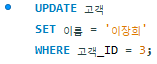 UPDATE 고객
SET 이름 = '이장회'
WHERE 고객_ID = 3;